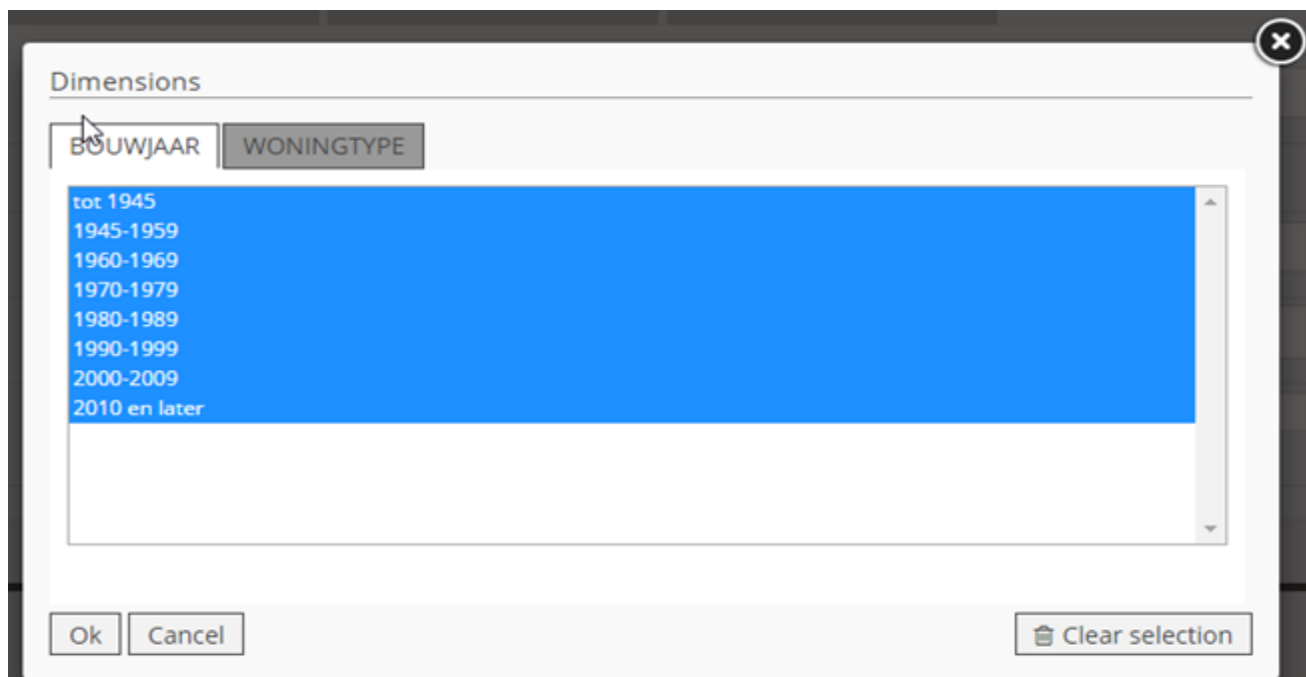 Dimensions
BOUWJAAR WONINGTYPE
tot 1945
1945-1959
1960-1969
1970-1979
1980-1989
1990-1999
2000-2009
2010 en later
Ok Cancel Clear selection